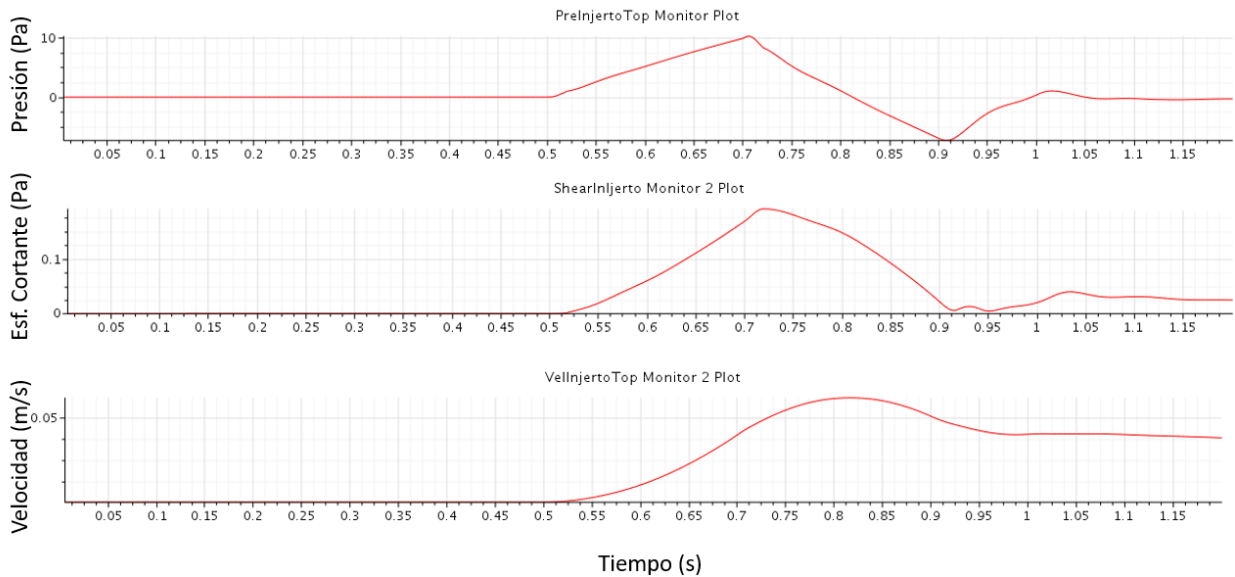 PreInjertoTop Monitor Plot
Presión (Pa)
10
0
0.05 0.1 0.15 0.2 0.25 0.3 0.35 0.4 0.45 0.5 0.55 0.6 0.65 0.7 0.75 0.8 0.85 0.9 0.95 1 1.05 1.1 1.15
ShearInIjerto Monitor 2 Plot
Esf. Cortante (Pa)
0.1
0
0.05 0.1 0.15 0.2 0.25 0.3 0.35 0.4 0.45 0.5 0.55 0.6 0.65 0.7 0.75 0.8 0.85 0.9 0.95 1 1.05 1.1 1.15
VelInjertoTop Monitor 2 Plot
Velocidad (m/s)
0.05
0.05 0.1 0.15 0.2 0.25 0.3 0.35 0.4 0.45 0.5 0.55 0.6 0.65 0.7 0.75 0.8 0.85 0.9 0.95 1 1.05 1.1 1.15
Tiempo (s)